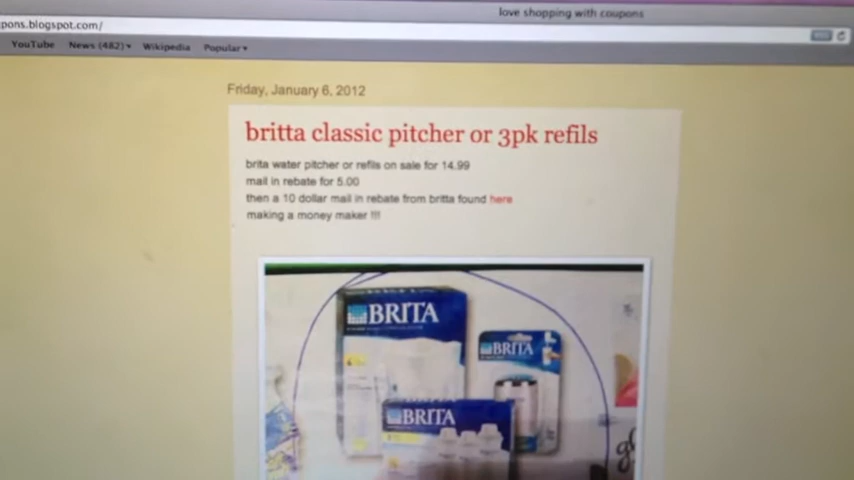 love shopping with coupons
pons.blogspot.com/
YouTube News (482)▾ Wikipedia Popular▾
Friday, January 6, 2012
britta classic pitcher or 3pk refils
brita water pitcher or refils on sale for 14.99
mail in rebate for 5.00
then a 10 dollar mail in rebate from britta found here
making a money maker !!!
BRITA
BRITA
BRITA